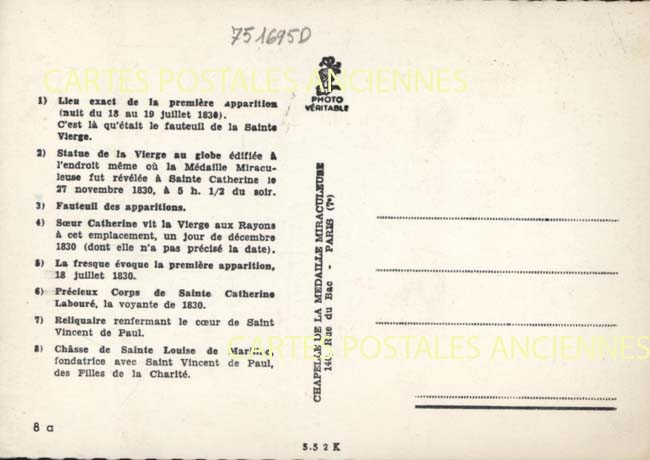 751695D
CARTES POSTALES ANCIENNES
1) Lieu exact de la première apparition
(nuit du 18 au 19 juillet 1830).
C'est là qu'était le fauteuil de la Sainte
Vierge.
2) Statue de la Vierge au globe édifiée à
l'endroit même où la Médaille Miracu-
leuse fut révélée à Sainte Catherine le
27 novembre 1830, à 5 h. 1/2 du soir.
3) Fauteuil des apparitions.
4) Sœur Catherine vit la Vierge aux Rayons
à cet emplacement, un jour de décembre
1830 (dont elle n'a pas précisé la date).
5) La fresque évoque la première apparition,
18 juillet 1830.
6) Précieux Corps de Sainte Catherine
Labouré, la voyante de 1830.
7) Reliquaire renfermant le cœur de Saint
Vincent de Paul.
8) Châsse de Sainte Louise de Marillac,
fondatrice avec Saint Vincent de Paul,
des Filles de la Charité.
8 a
PHOTO
VÉRITABLE
CHAPELLE DE LA MEDAILLE MIRACULEUSE
140, Rue du Bac - PARIS (7e)
CARTES POSTALES ANCIENNES
5-5 2 K